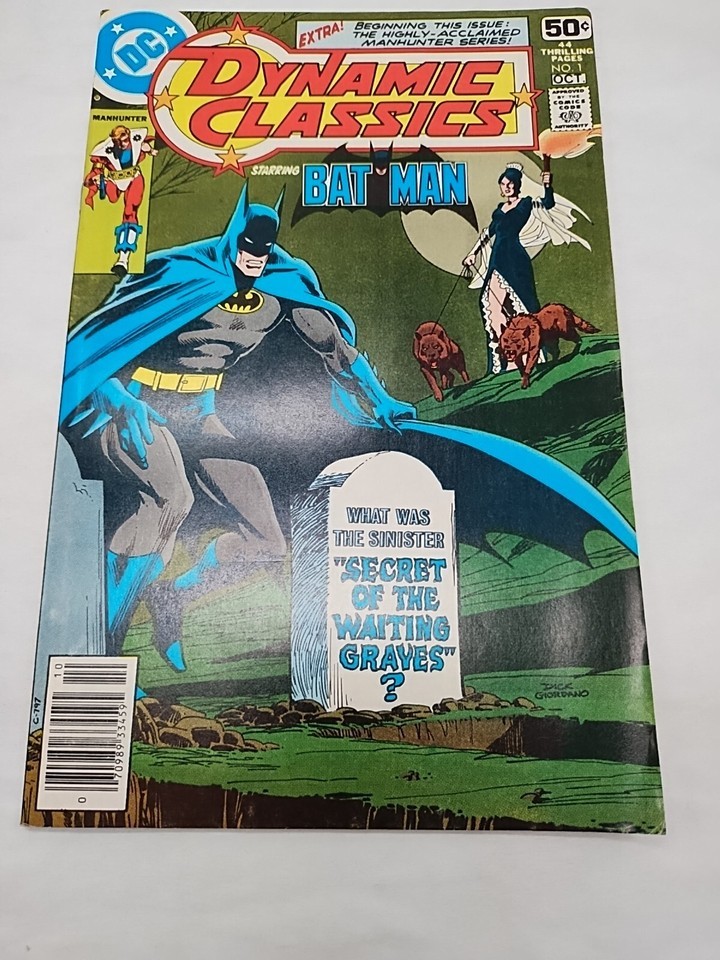 DC
EXTRA!
BEGINNING THIS ISSUE:
THE HIGHLY-ACCLAIMED
MANHUNTER SERIES!
50¢
44
THRILLING
PAGES
NO. 1
OCT.
APPROVED
BY THE
COMICS
CODE
AUTHORITY
DYNAMIC
CLASSICS
MANHUNTER
STARRING
BATMAN
WHAT WAS
THE SINISTER
"SECRET
OF THE
WAITING
GRAVES"
?
DICK
GIORDANO
C-797
10
0 70989 33459